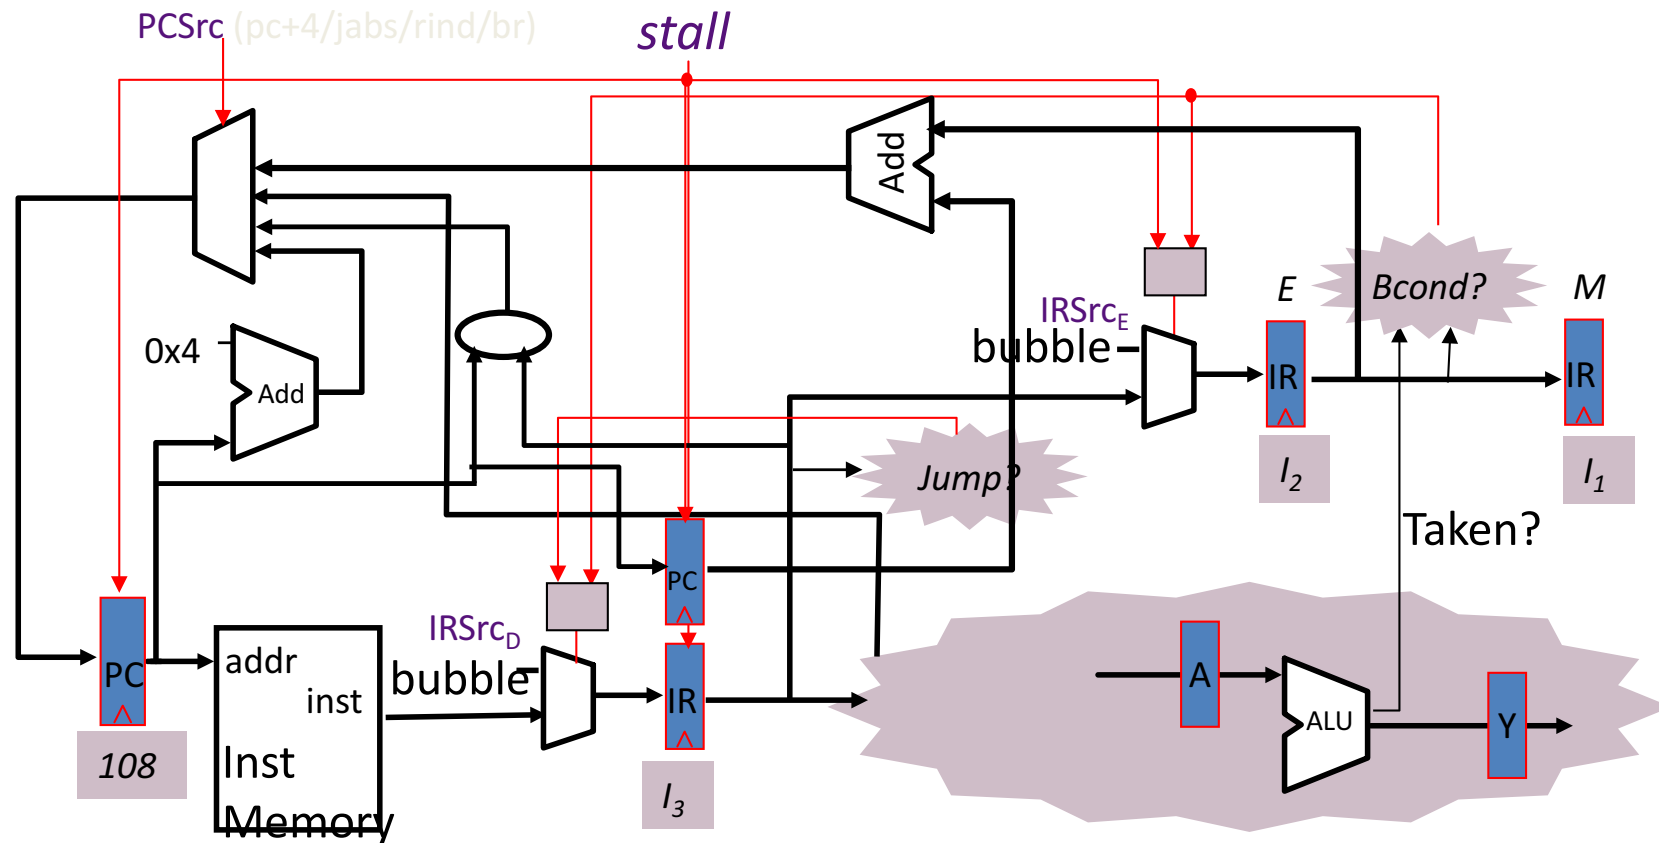 PCSrc (pc+4/jabs/rind/br)
stall
Add
E
Bcond?
M
IRSrcE
bubble
0x4
Add
IR
IR
Jump?
I2
I1
Taken?
PC
IRSrcD
bubble
PC
addr
inst
Inst
Memory
IR
A
ALU
Y
108
I3